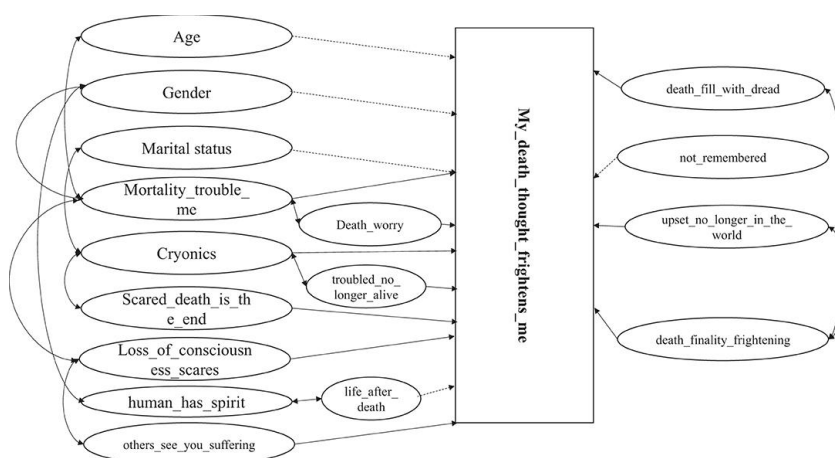 Age
Gender
Marital status
Mortality_trouble_
me
Death_worry
Cryonics
troubled_no_
longer_alive
Scared_death_is_th
e_end
Loss_of_consciousn
ess_scares
life_after_
death
human_has_spirit
others_see_you_suffering
My_death_thought_frightens_me
death_fill_with_dread
not_remembered
upset_no_longer_in_the_
world
death_finality_frightening